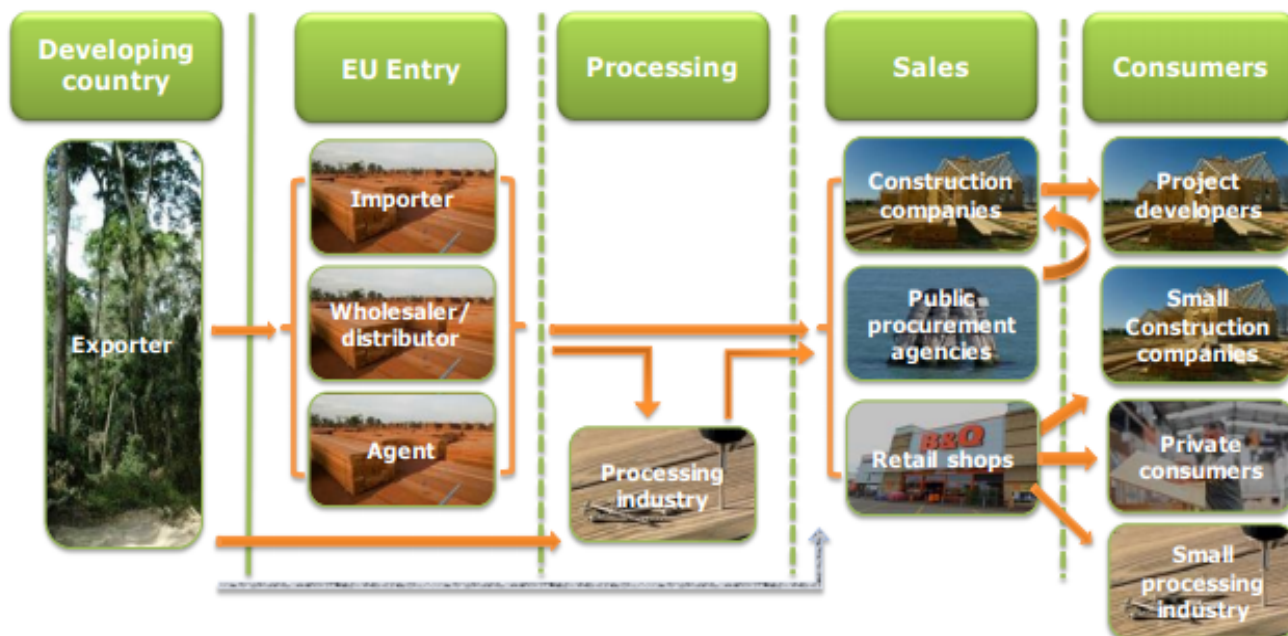 Developing
country
EU Entry
Processing
Sales
Consumers
Exporter
Importer
Wholesaler/
distributor
Agent
Processing
industry
Construction
companies
Public
procurement
agencies
B&Q
Retail shops
Project
developers
Small
Construction
companies
Private
consumers
Small
processing
industry